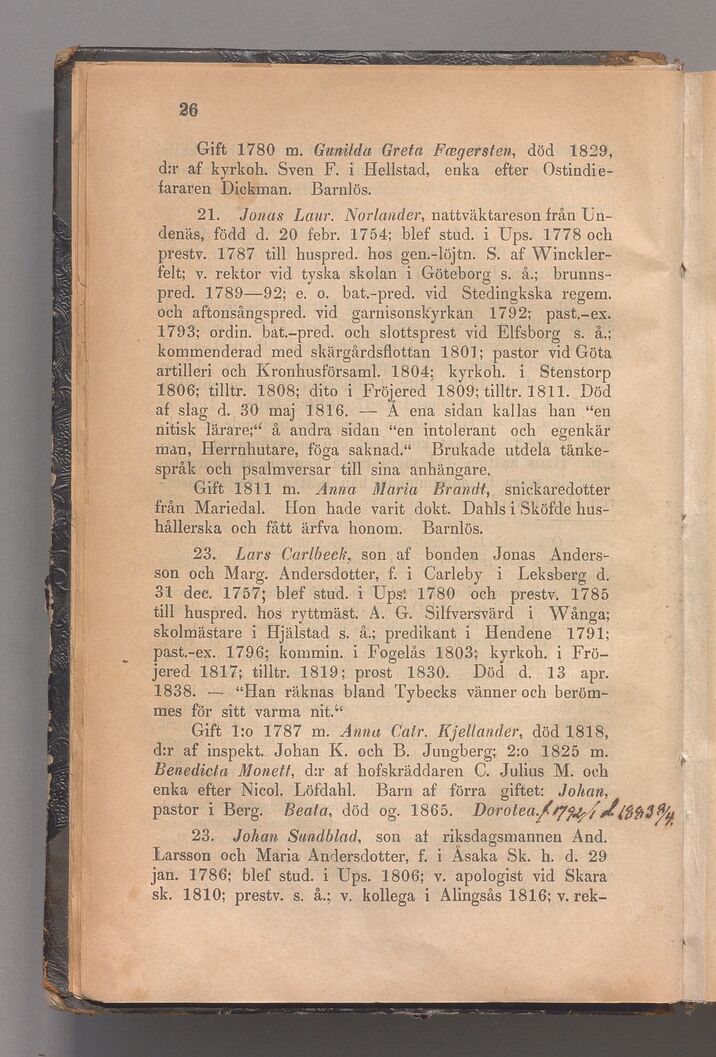 26
Gift 1780 m. Gunilda Greta Fægersten, död 1829,
d:r af kyrkoh. Sven F. i Hellstad, enka efter Ostindie-
fararen Dickman. Barnlös.
21. Jonas Laur. Norlander, nattväktareson från Un-
denäs, född d. 20 febr. 1754; blef stud. i Ups. 1778 och
prestv. 1787 till huspred. hos gen.-löjtn. S. af Winckler-
felt; v. rektor vid tyska skolan i Göteborg s. å.; brunns-
pred. 1789—92; e. o. bat.-pred. vid Stedingkska regem.
och aftonsångspred. vid garnisonskyrkan 1792; past.-ex.
1793; ordin. bat.-pred. och slottsprest vid Elfsborg s. å.;
kommenderad med skärgårdsflottan 1801; pastor vid Göta
artilleri och Kronhusförsaml. 1804; kyrkoh. i Stenstorp
1806; tilltr. 1808; dito i Fröjered 1809; tilltr. 1811. Död
af slag d. 30 maj 1816. — Å ena sidan kallas han “en
nitisk lärare;“ å andra sidan “en intolerant och egenkär
man, Herrnhutare, föga saknad.“ Brukade utdela tänke-
språk och psalmversar till sina anhängare.
Gift 1811 m. Anna Maria Brandt, snickaredotter
från Mariedal. Hon hade varit dokt. Dahls i Sköfde hus-
hållerska och fått ärfva honom. Barnlös.
23. Lars Carlbeck, son af bonden Jonas Anders-
son och Marg. Andersdotter, f. i Carleby i Leksberg d.
31 dec. 1757; blef stud. i Ups: 1780 och prestv. 1785
till huspred. hos ryttmäst. A. G. Silfversvärd i Wånga;
skolmästare i Hjälstad s. å.; predikant i Hendene 1791;
past.-ex. 1796; kommin. i Fogelås 1803; kyrkoh. i Frö-
jered 1817; tilltr. 1819; prost 1830. Död d. 13 apr.
1838. — “Han räknas bland Tybecks vänner och beröm-
mes för sitt varma nit.“
Gift 1:o 1787 m. Anna Catr. Kjellander, död 1818,
d:r af inspekt. Johan K. och B. Jungberg; 2:o 1825 m.
Benedicta Monett, d:r af hofskräddaren C. Julius M. och
enka efter Nicol. Löfdahl. Barn af förra giftet: Johan,
pastor i Berg. Beata, död og. 1865. Dorotea. f. 1792/1 d. 1883 8/4.
23. Johan Sundblad, son af riksdagsmannen And.
Larsson och Maria Andersdotter, f. i Åsaka Sk. h. d. 29
jan. 1786; blef stud. i Ups. 1806; v. apologist vid Skara
sk. 1810; prestv. s. å.; v. kollega i Alingsås 1816; v. rek-